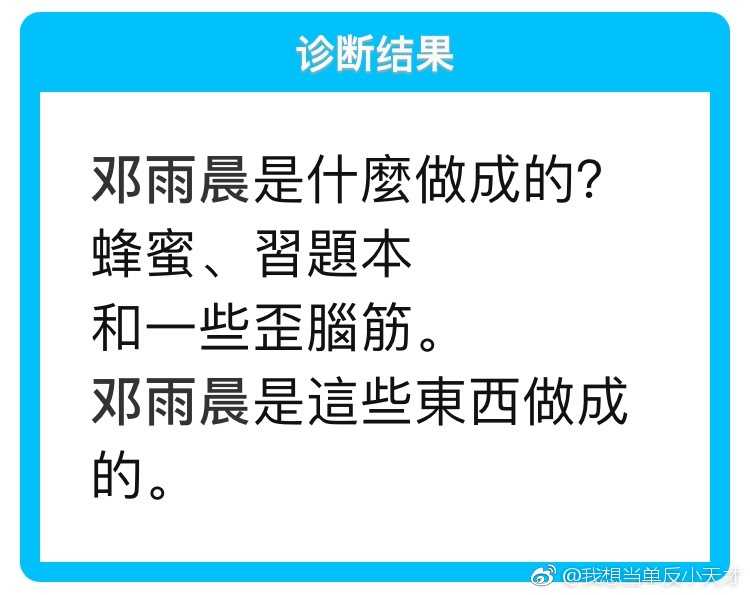 诊断结果
邓雨晨是什麼做成的？
蜂蜜、習題本
和一些歪腦筋。
邓雨晨是這些東西做成
的。
@我想当单反小天才